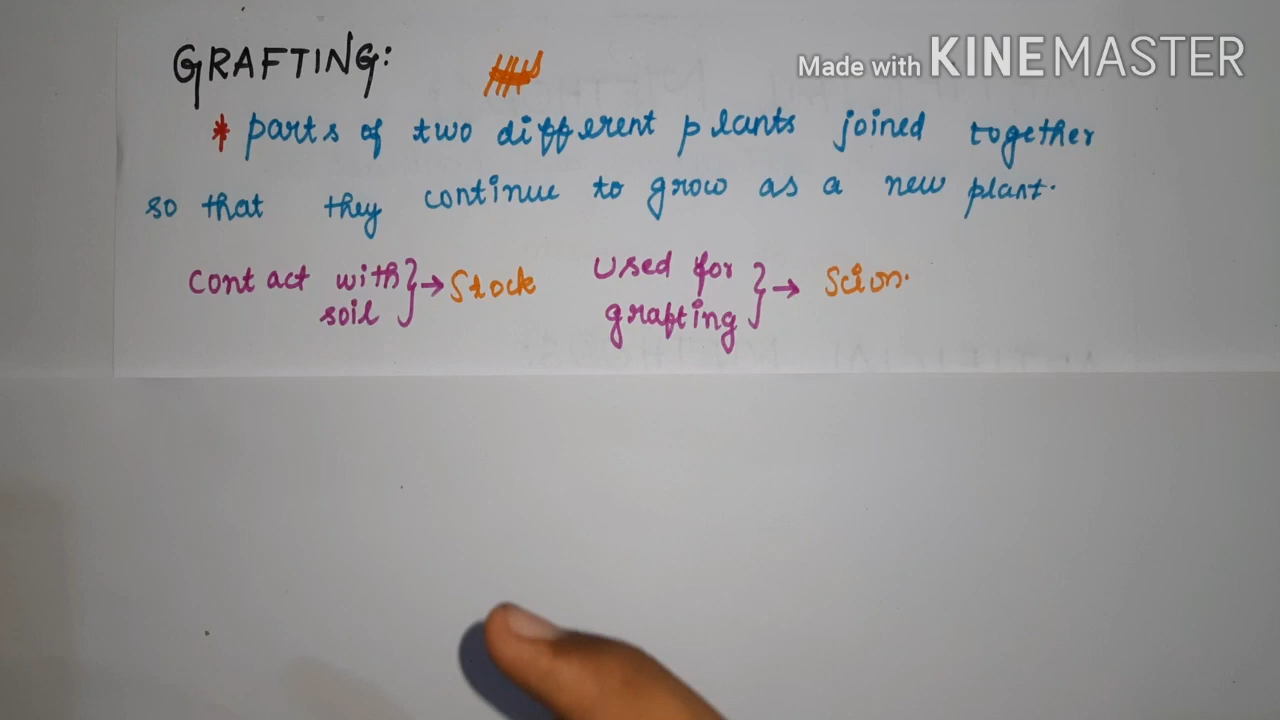 GRAFTING:
Made with KINEMASTER
* parts of two different plants joined together
so that they continue to grow as a new plant.
Contact with soil } → Stock
Used for grafting } → Scion.